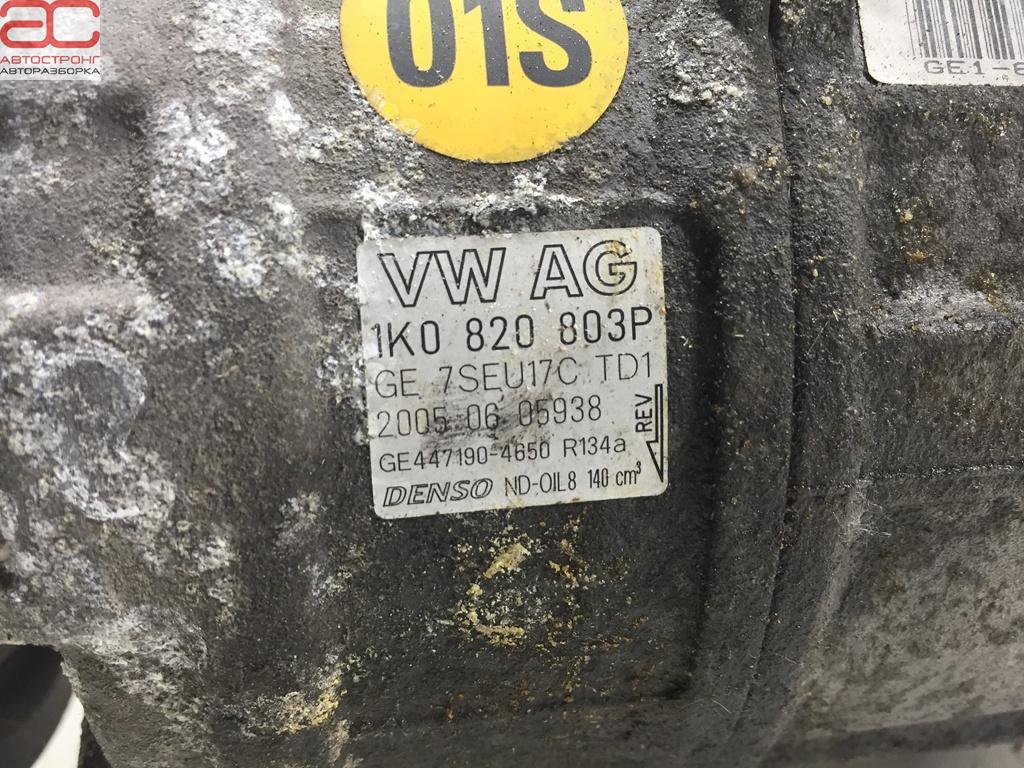 АС
АВТОСТРОНГ
АВТОРАЗБОРКА
01S
GE1-
VW AG
1K0 820 803P
GE 7SEU17C TD1
2005 06 05938
REV
GE447190-4650 R134a
DENSO ND-OIL8 140 cm³